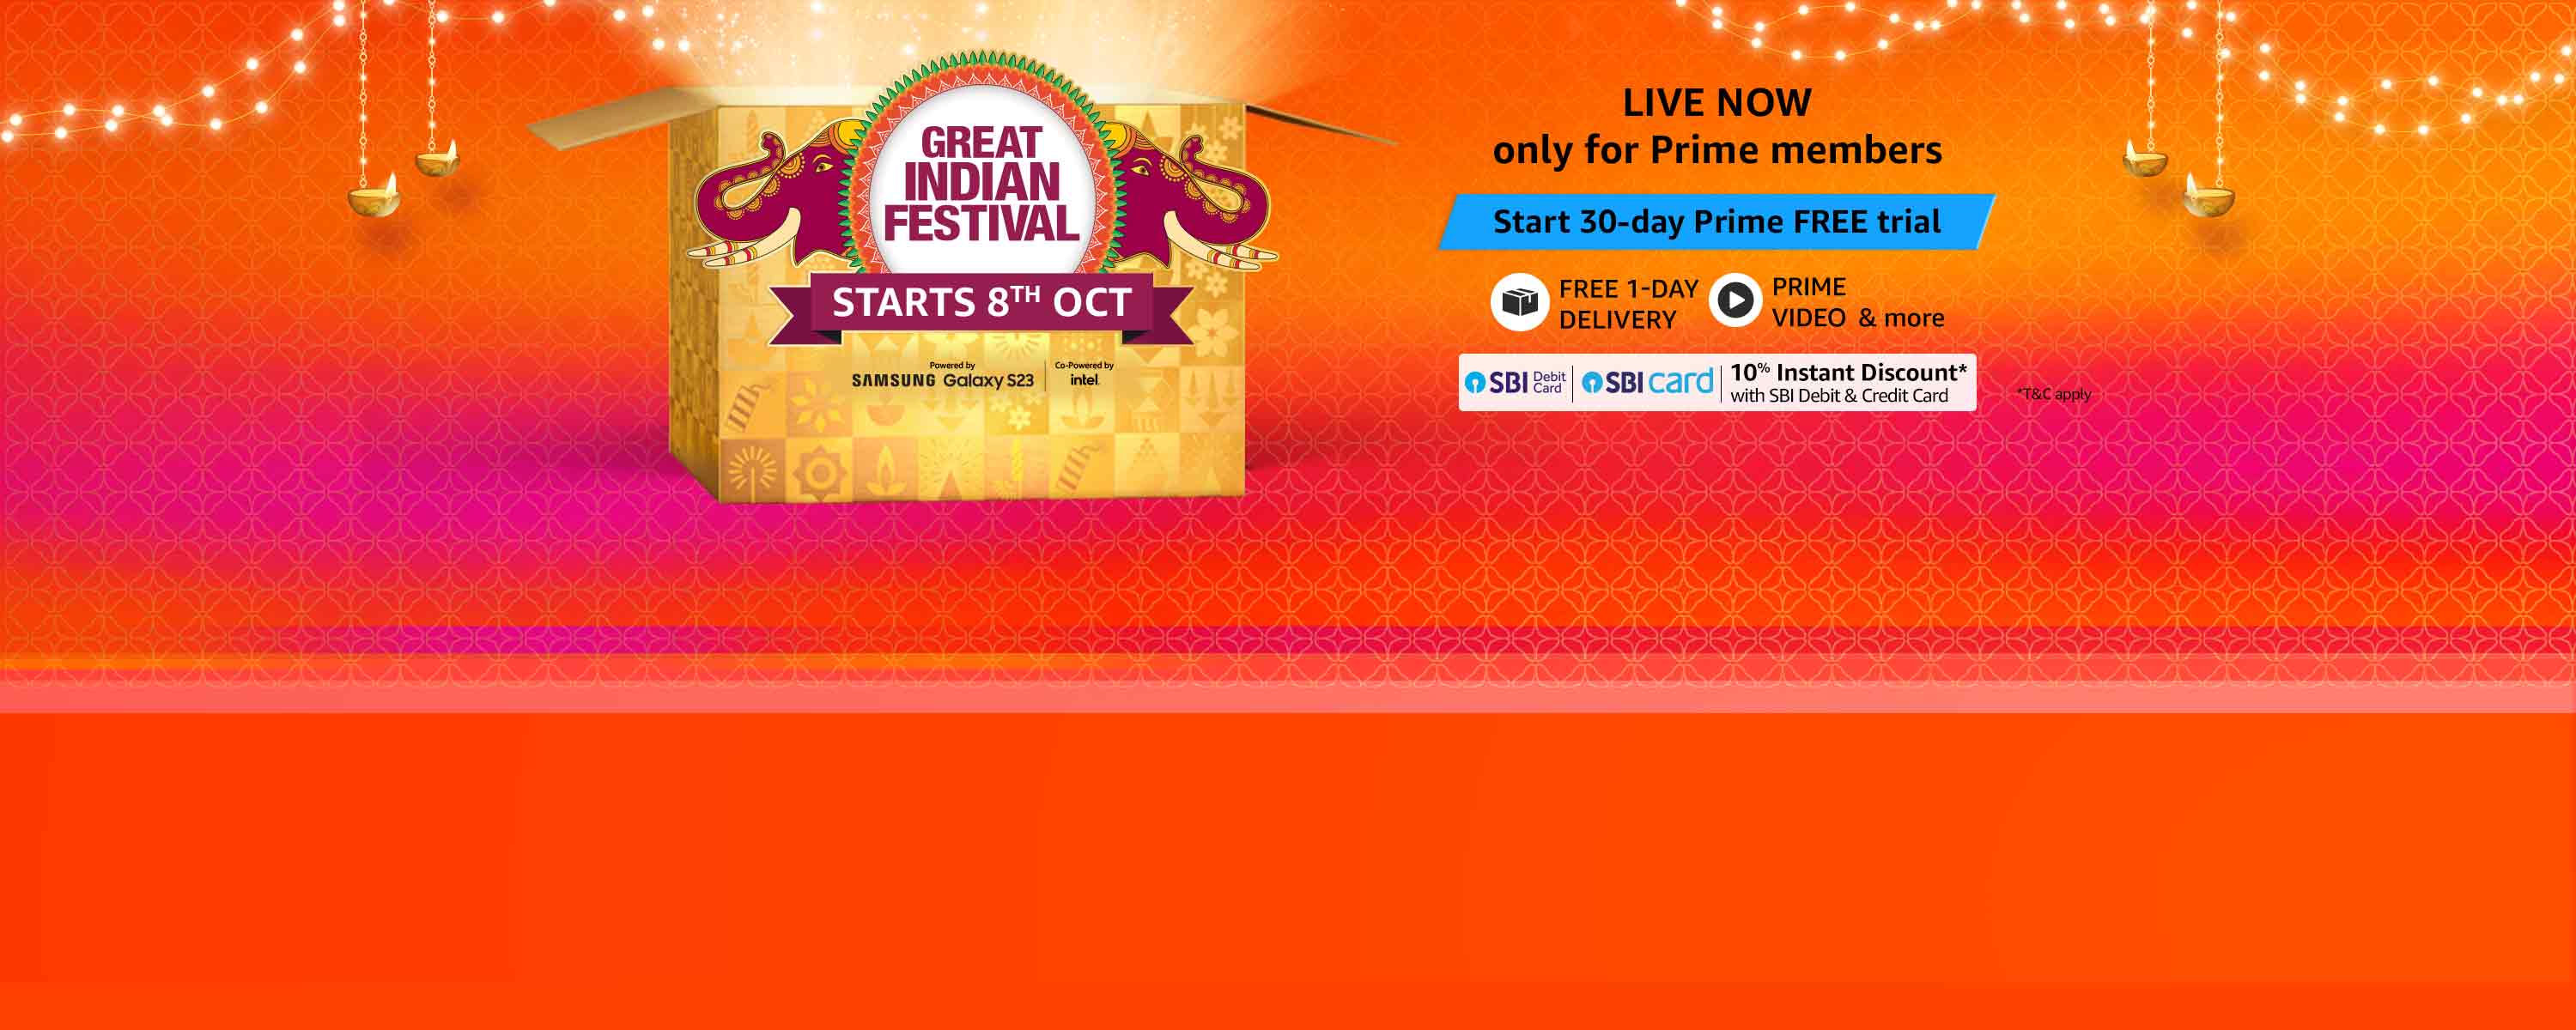 GREAT
INDIAN
FESTIVAL
STARTS 8TH OCT
Powered by
SAMSUNG Galaxy S23
Co-Powered by
intel
LIVE NOW
only for Prime members
Start 30-day Prime FREE trial
FREE 1-DAY
DELIVERY
PRIME
VIDEO & more
SBI Debit
Card
SBI card
10% Instant Discount*
with SBI Debit & Credit Card
*T&C apply